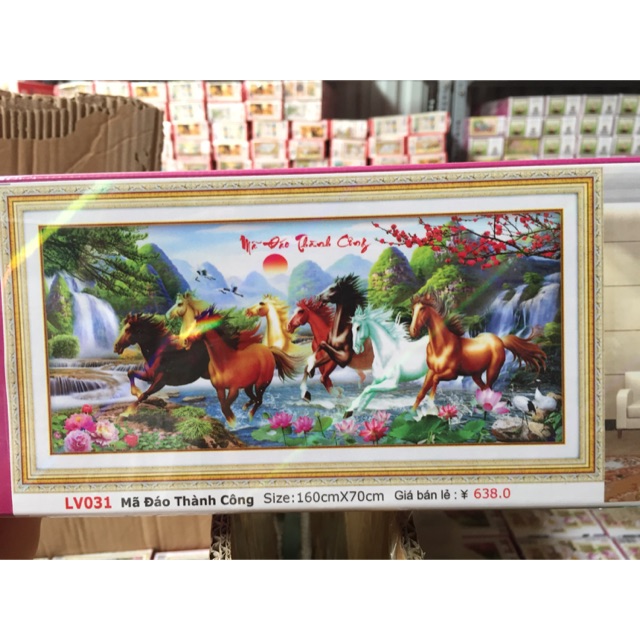 Mã Đáo Thành Công
LV031 Mã Đáo Thành Công Size:160cmX70cm Giá bán lẻ : ¥ 638.0